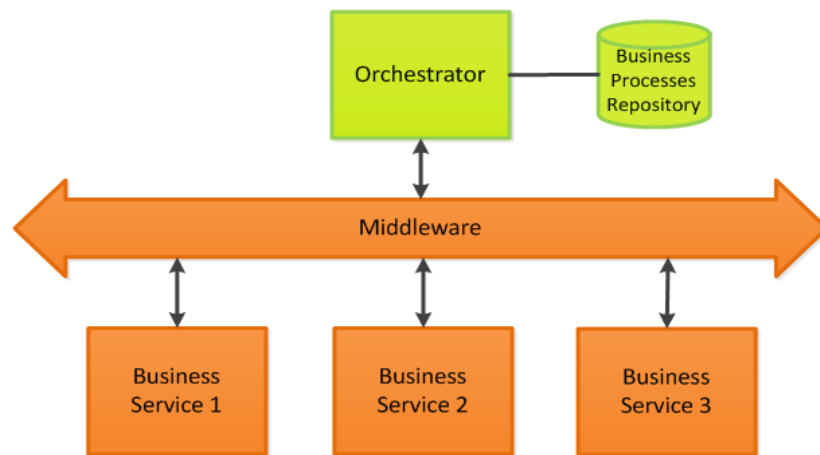 Orchestrator
Business
Processes
Repository
Middleware
Business
Service 1
Business
Service 2
Business
Service 3